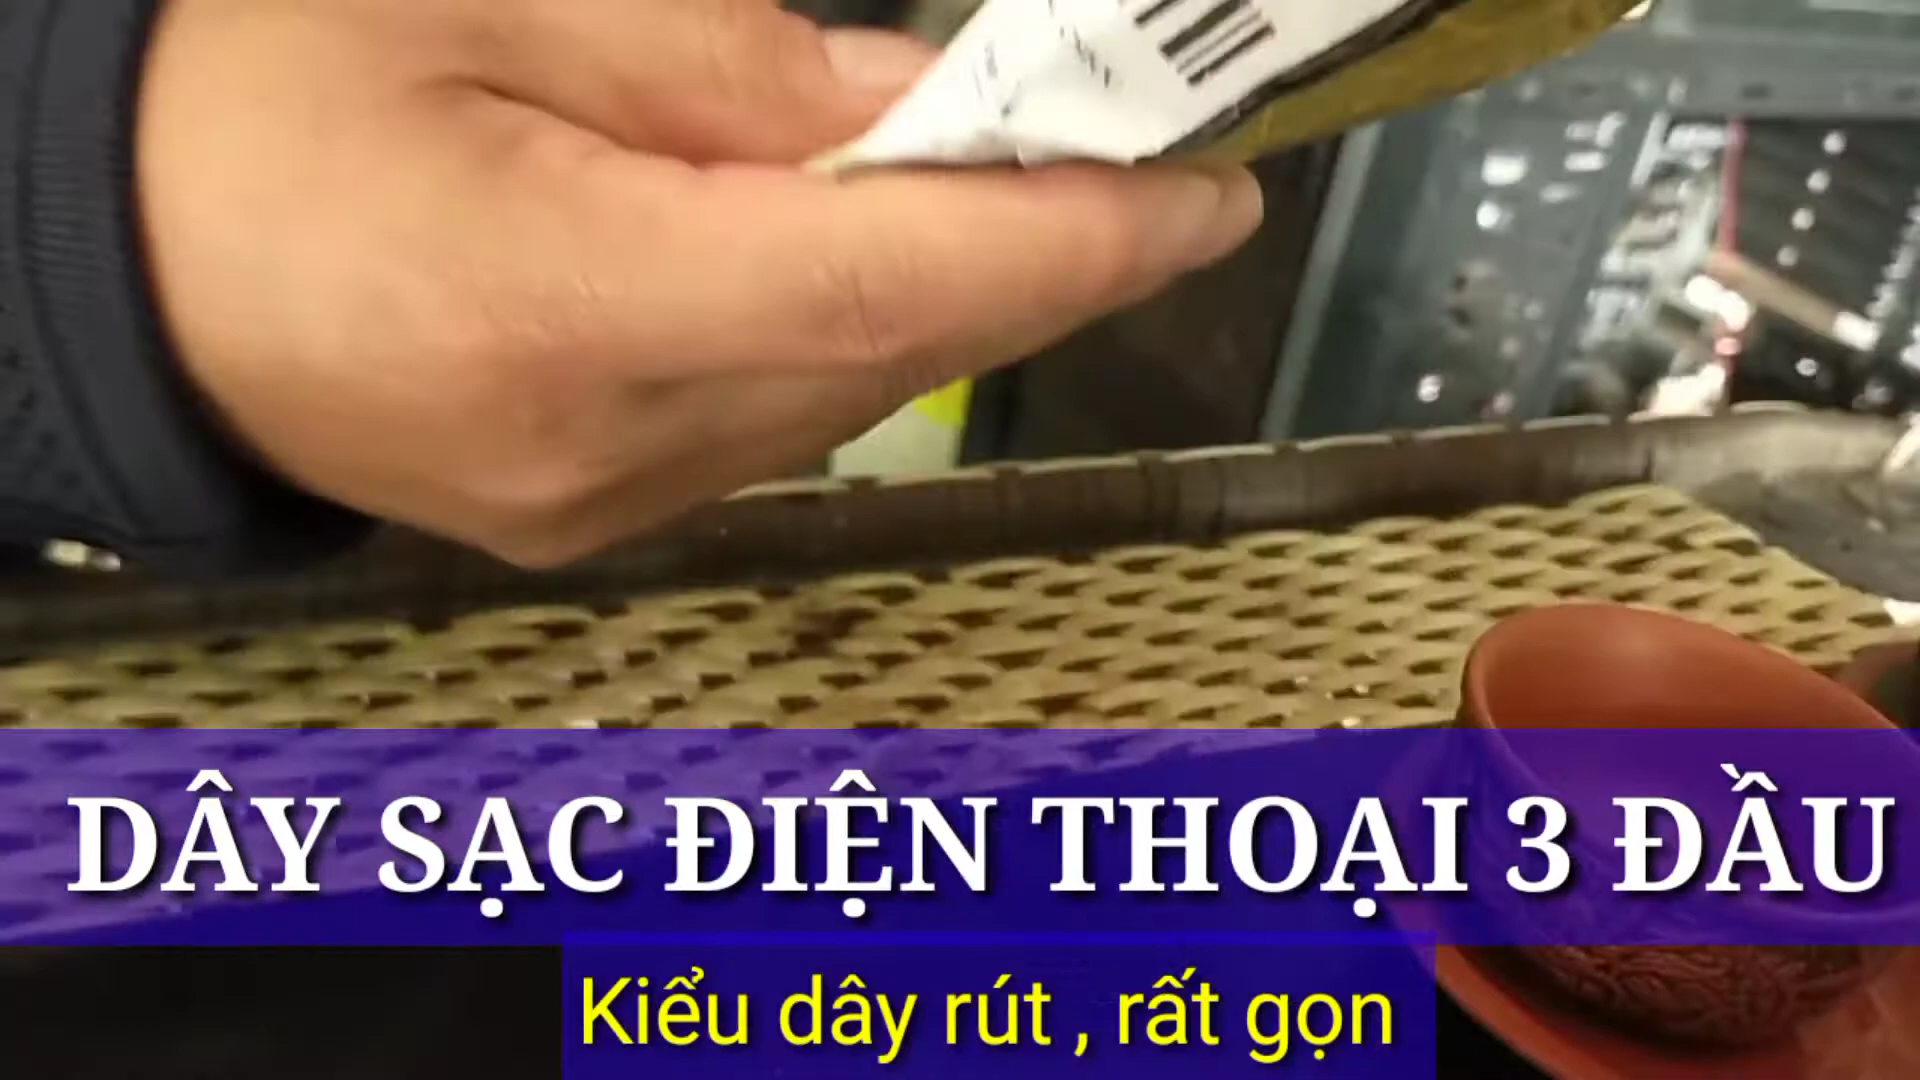 DÂY SẠC ĐIỆN THOẠI 3 ĐẦU
Kiểu dây rút , rất gọn